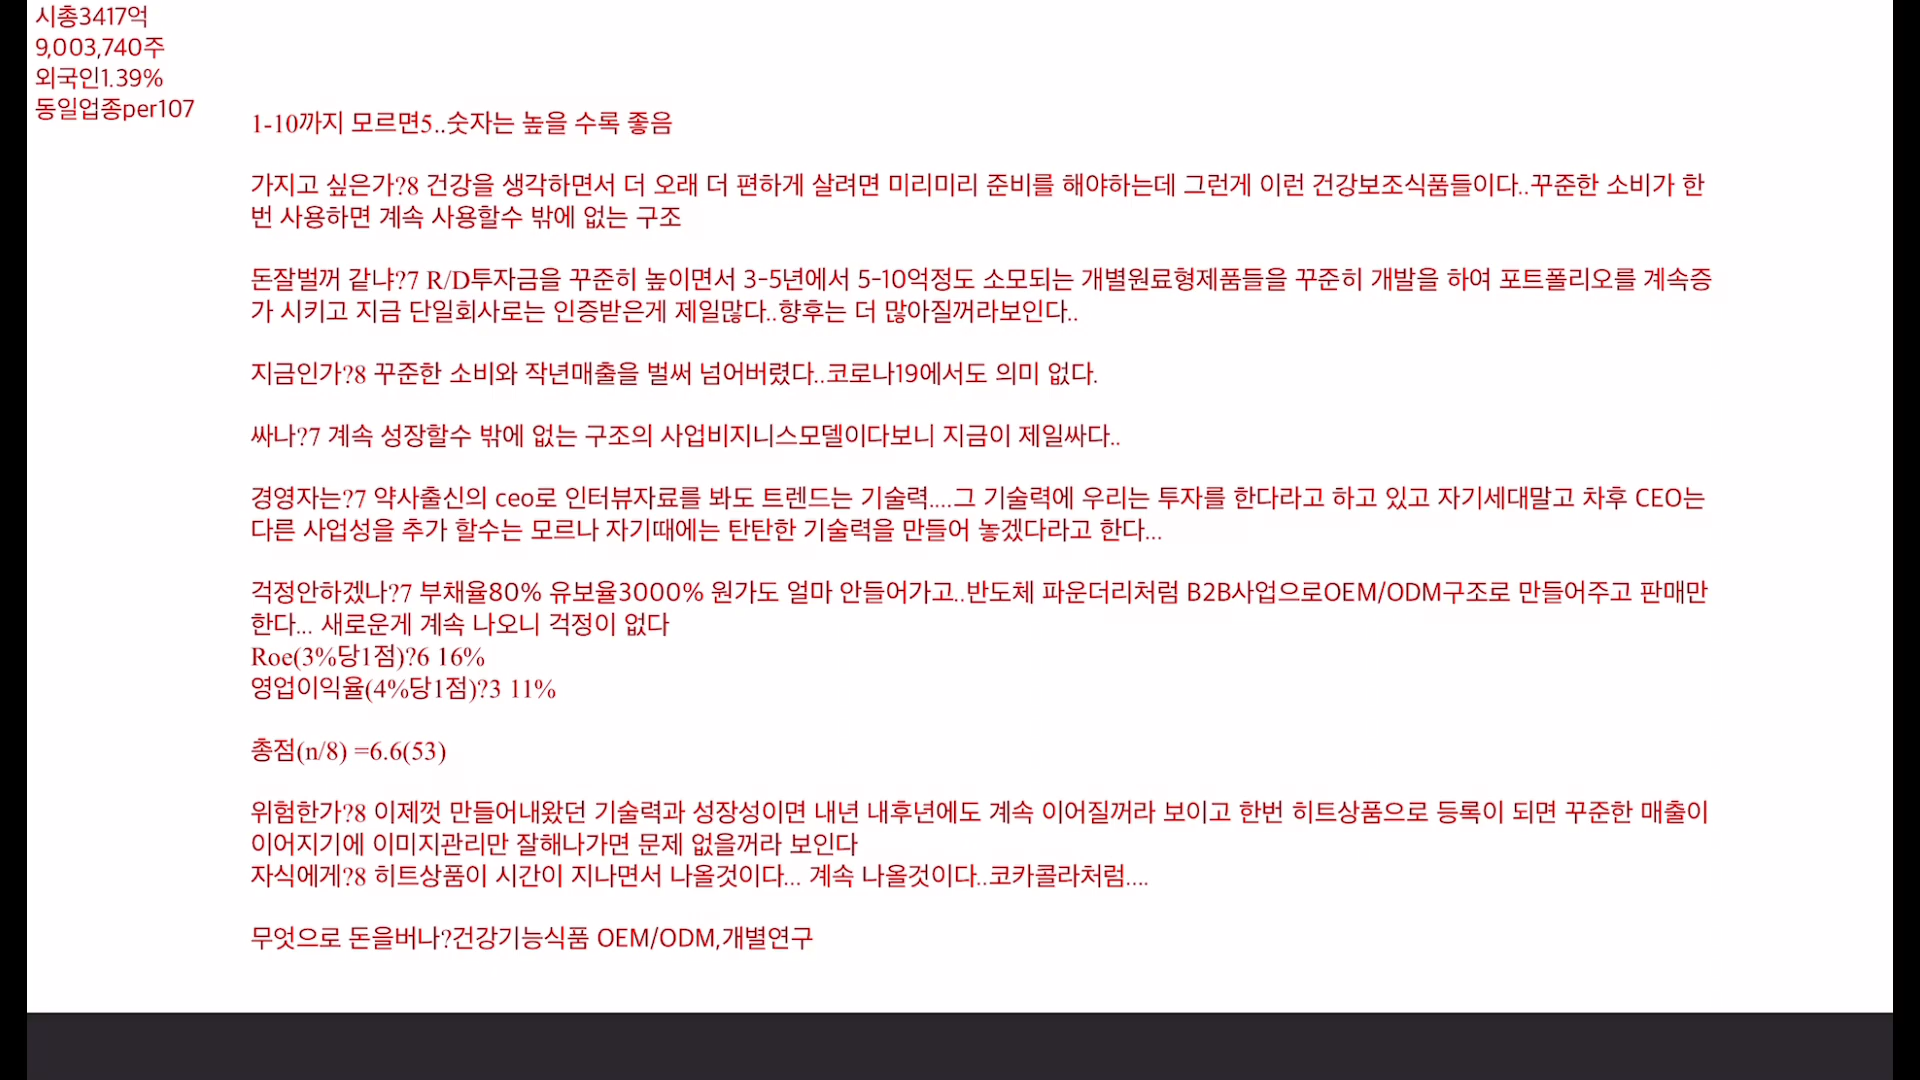 시총3417억
9,003,740주
외국인1.39%
동일업종per107
1-10까지 모르면5..숫자는 높을 수록 좋음
가지고 싶은가?8 건강을 생각하면서 더 오래 더 편하게 살려면 미리미리 준비를 해야하는데 그런게 이런 건강보조식품들이다..꾸준한 소비가 한
번 사용하면 계속 사용할수 밖에 없는 구조
돈잘벌꺼 같냐?7 R/D투자금을 꾸준히 높이면서 3-5년에서 5-10억정도 소모되는 개별원료형제품들을 꾸준히 개발을 하여 포트폴리오를 계속증
가 시키고 지금 단일회사로는 인증받은게 제일많다..향후는 더 많아질꺼라보인다..
지금인가?8 꾸준한 소비와 작년매출을 벌써 넘어버렸다..코로나19에서도 의미 없다.
싸나?7 계속 성장할수 밖에 없는 구조의 사업비지니스모델이다보니 지금이 제일싸다..
경영자는?7 약사출신의 ceo로 인터뷰자료를 봐도 트렌드는 기술력....그 기술력에 우리는 투자를 한다라고 하고 있고 자기세대말고 차후 CEO는
다른 사업성을 추가 할수는 모르나 자기때에는 탄탄한 기술력을 만들어 놓겠다라고 한다...
걱정안하겠나?7 부채율80% 유보율3000% 원가도 얼마 안들어가고..반도체 파운더리처럼 B2B사업으로OEM/ODM구조로 만들어주고 판매만
한다... 새로운게 계속 나오니 걱정이 없다
Roe(3%당1점)?6 16%
영업이익율(4%당1점)?3 11%
총점(n/8) =6.6(53)
위험한가?8 이제껏 만들어내왔던 기술력과 성장성이면 내년 내후년에도 계속 이어질꺼라 보이고 한번 히트상품으로 등록이 되면 꾸준한 매출이
이어지기에 이미지관리만 잘해나가면 문제 없을꺼라 보인다
자식에게?8 히트상품이 시간이 지나면서 나올것이다... 계속 나올것이다..코카콜라처럼....
무엇으로 돈을버나?건강기능식품 OEM/ODM,개별연구